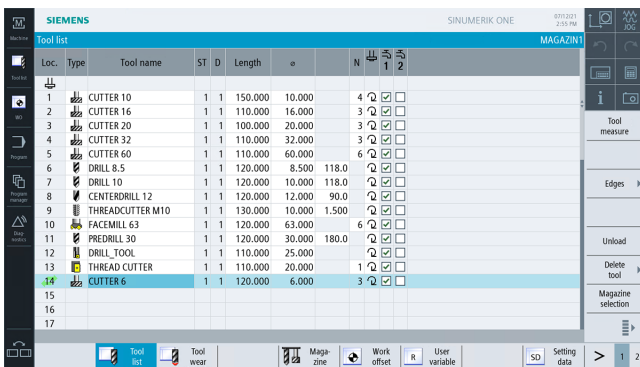 SIEMENS SINUMERIK ONE 07/12/21 2:55 PM JOG
Machine Tool list MAGAZIN1
Loc. Type Tool name ST D Length ø N 1 2
1 CUTTER 10 1 1 150.000 10.000 4
2 CUTTER 16 1 1 110.000 16.000 3
3 CUTTER 20 1 1 100.000 20.000 3
4 CUTTER 32 1 1 110.000 32.000 3
5 CUTTER 60 1 1 110.000 60.000 6
6 DRILL 8.5 1 1 120.000 8.500 118.0
7 DRILL 10 1 1 120.000 10.000 118.0
8 CENTERDRILL 12 1 1 120.000 12.000 90.0
9 THREADCUTTER M10 1 1 130.000 10.000 1.500
10 FACEMILL 63 1 1 120.000 63.000 6
11 PREDRILL 30 1 1 120.000 30.000 180.0
12 DRILL_TOOL 1 1 110.000 25.000
13 THREAD CUTTER 1 1 110.000 20.000 1
14 CUTTER 6 1 1 120.000 6.000 3
15
16
17
Tool list
WO
Program
Program manager
Diag-nostics
Tool measure
Edges
Unload
Delete tool
Magazine selection
Tool list Tool wear Maga-zine Work offset R User variable SD Setting data > 1 2